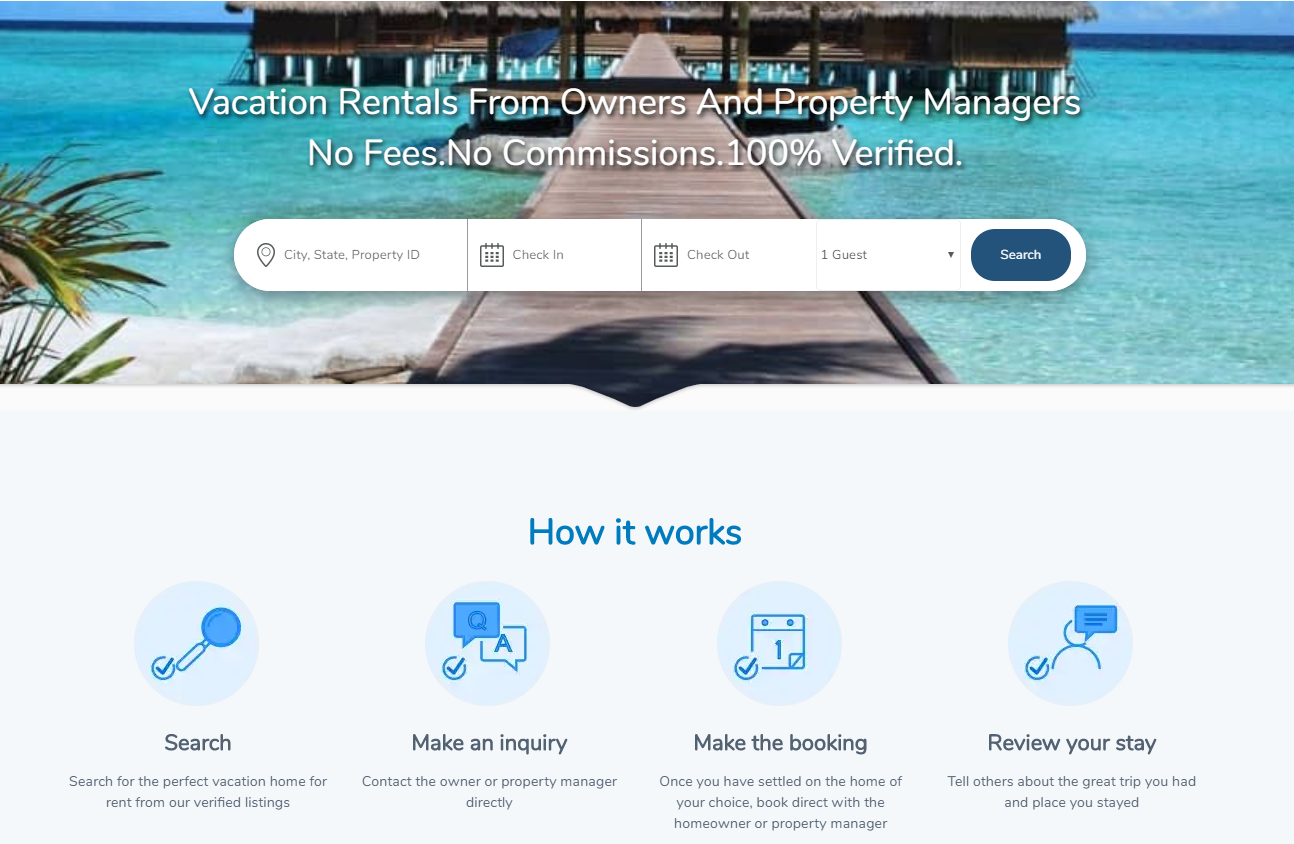 Vacation Rentals From Owners And Property Managers
No Fees.No Commissions.100% Verified.
City, State, Property ID
Check In
Check Out
1 Guest
Search
How it works
Q
A
1
Search
Make an inquiry
Make the booking
Review your stay
Search for the perfect vacation home for
rent from our verified listings
Contact the owner or property manager
directly
Once you have settled on the home of
your choice, book direct with the
homeowner or property manager
Tell others about the great trip you had
and place you stayed